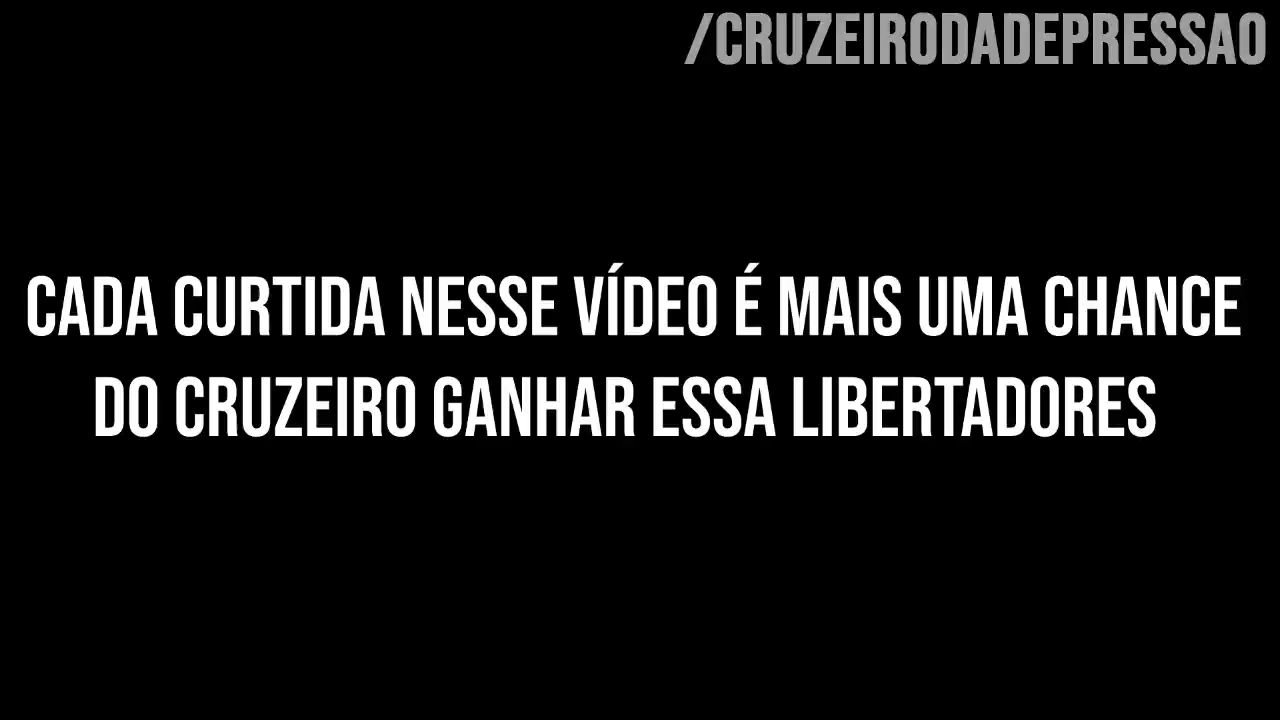 /CRUZEIRODADEPRESSAO
CADA CURTIDA NESSE VÍDEO É MAIS UMA CHANCE
DO CRUZEIRO GANHAR ESSA LIBERTADORES